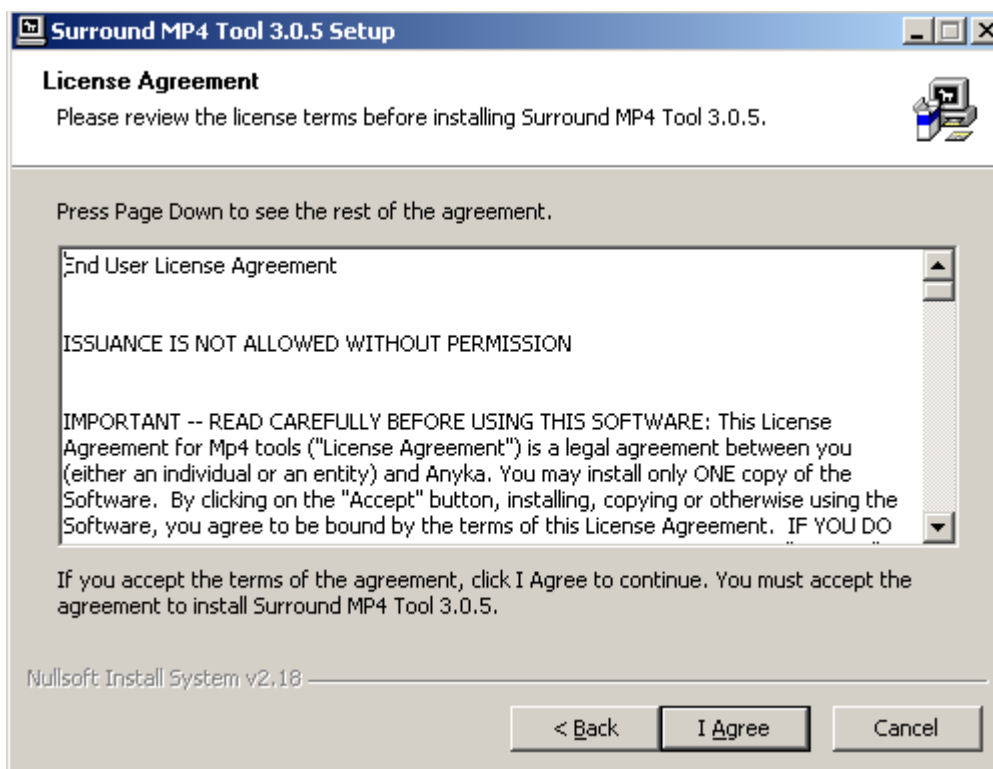 Surround MP4 Tool 3.0.5 Setup
License Agreement
Please review the license terms before installing Surround MP4 Tool 3.0.5.
Press Page Down to see the rest of the agreement.
End User License Agreement
ISSUANCE IS NOT ALLOWED WITHOUT PERMISSION
IMPORTANT -- READ CAREFULLY BEFORE USING THIS SOFTWARE: This License
Agreement for Mp4 tools ("License Agreement") is a legal agreement between you
(either an individual or an entity) and Anyka. You may install only ONE copy of the
Software.  By clicking on the "Accept" button, installing, copying or otherwise using the
Software, you agree to be bound by the terms of this License Agreement.  IF YOU DO
If you accept the terms of the agreement, click I Agree to continue. You must accept the
agreement to install Surround MP4 Tool 3.0.5.
Nullsoft Install System v2.18
< Back
I Agree
Cancel